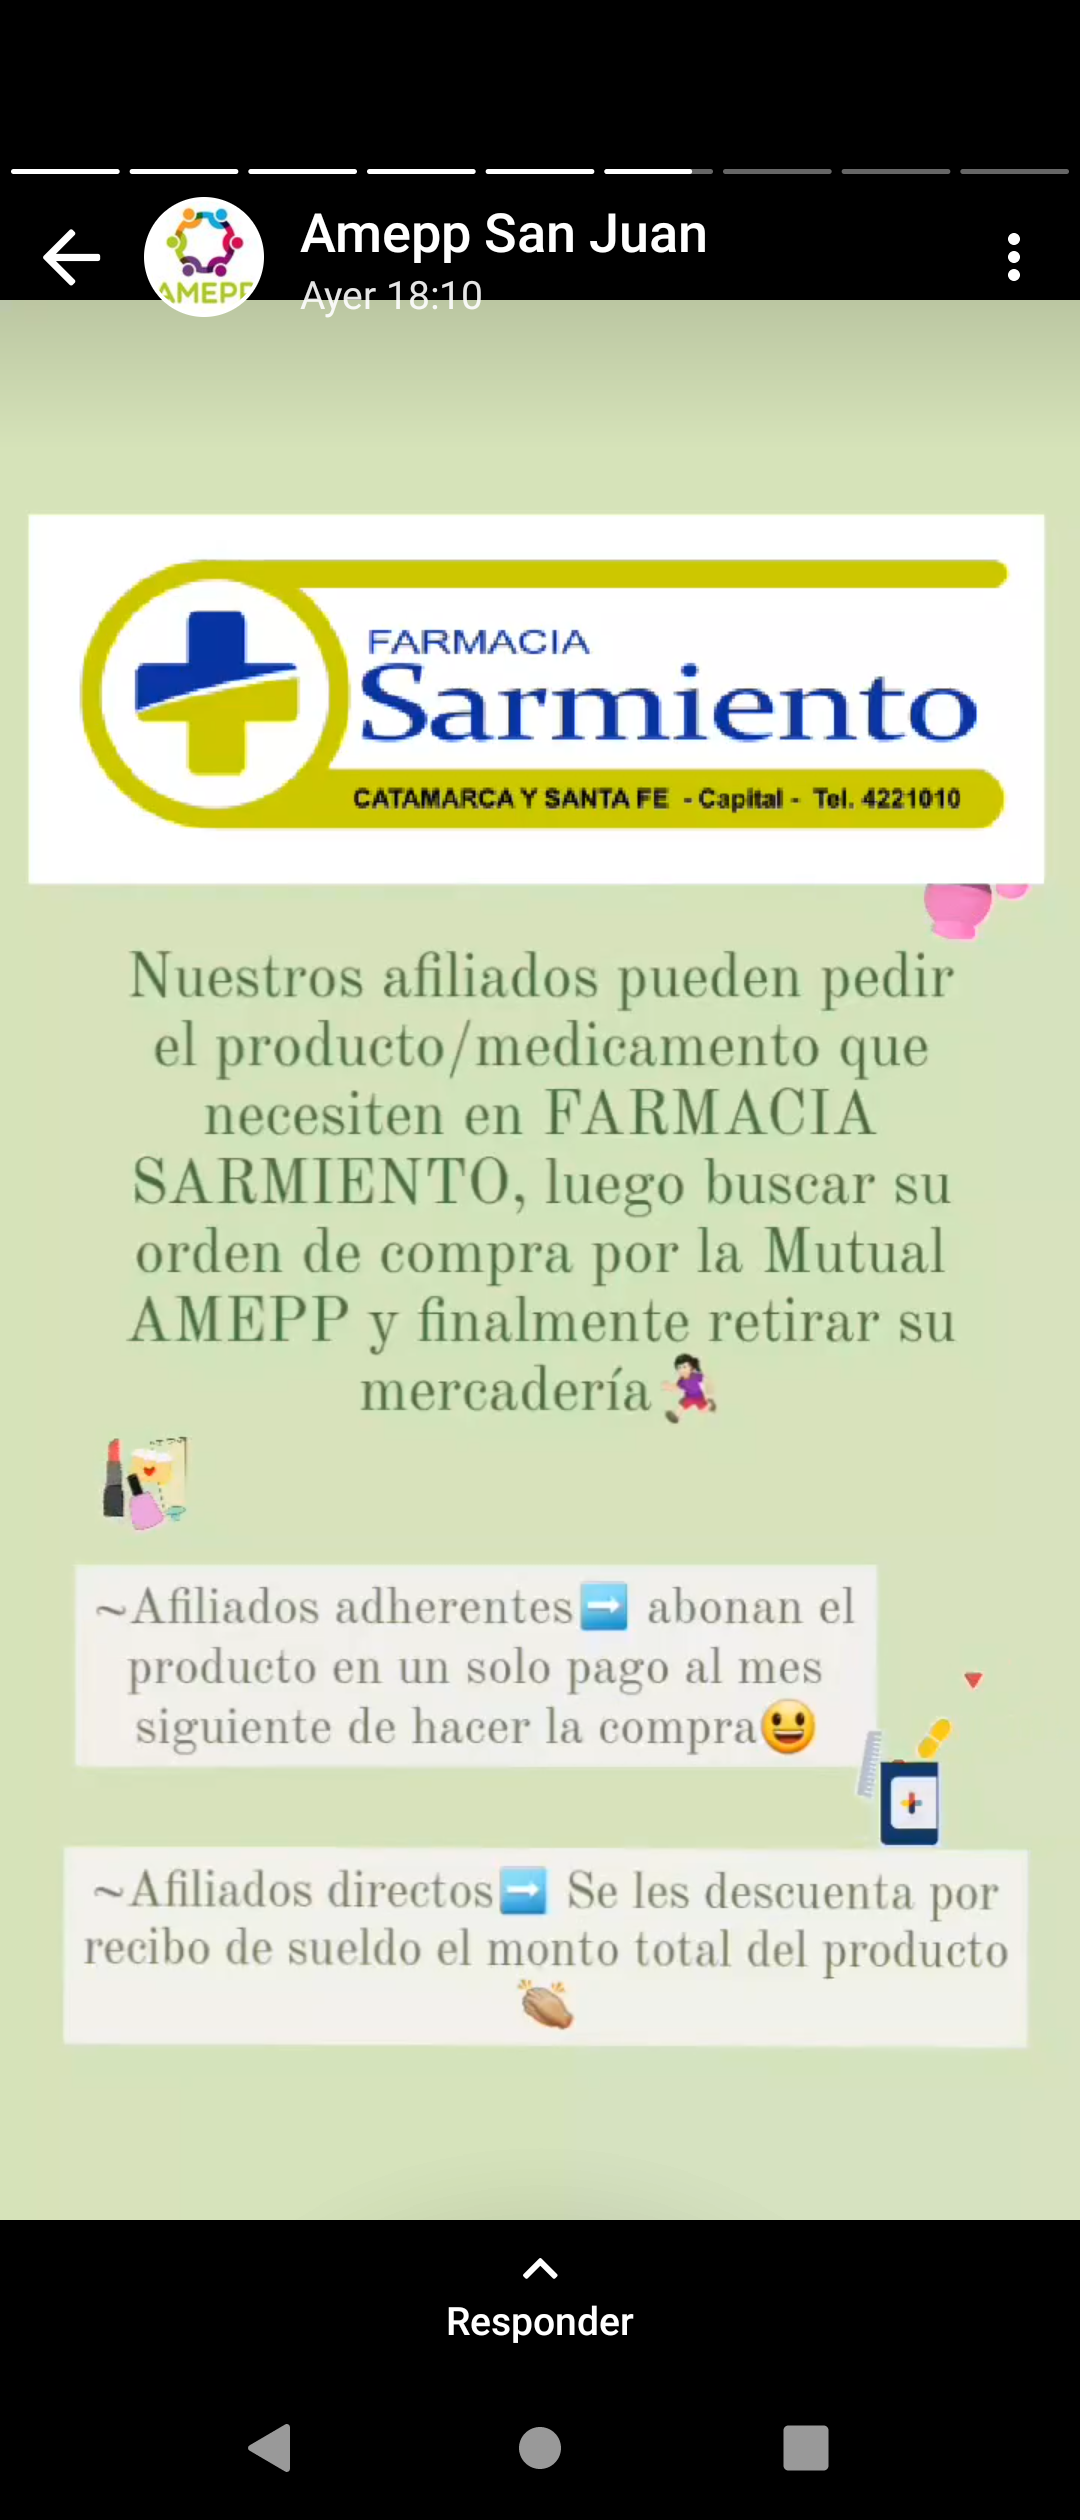 Amepp San Juan
Ayer 18:10
AMEPP
FARMACIA
Sarmiento
CATAMARCA Y SANTA FE - Capital - Tel. 4221010
Nuestros afiliados pueden pedir
el producto/medicamento que
necesiten en FARMACIA
SARMIENTO, luego buscar su
orden de compra por la Mutual
AMEPP y finalmente retirar su
mercadería🏃🏻‍♀️
~Afiliados adherentes➡️ abonan el
producto en un solo pago al mes
siguiente de hacer la compra😃
~Afiliados directos➡️ Se les descuenta por
recibo de sueldo el monto total del producto
👏🏼
Responder